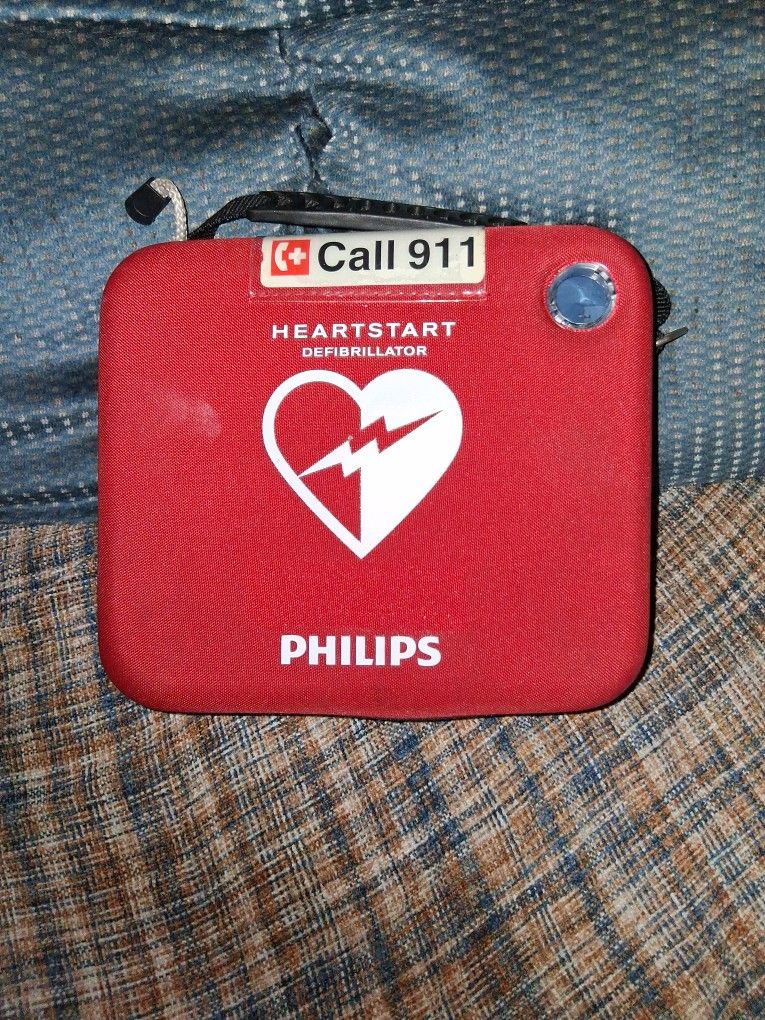 Call 911
HEARTSTART
DEFIBRILLATOR
PHILIPS